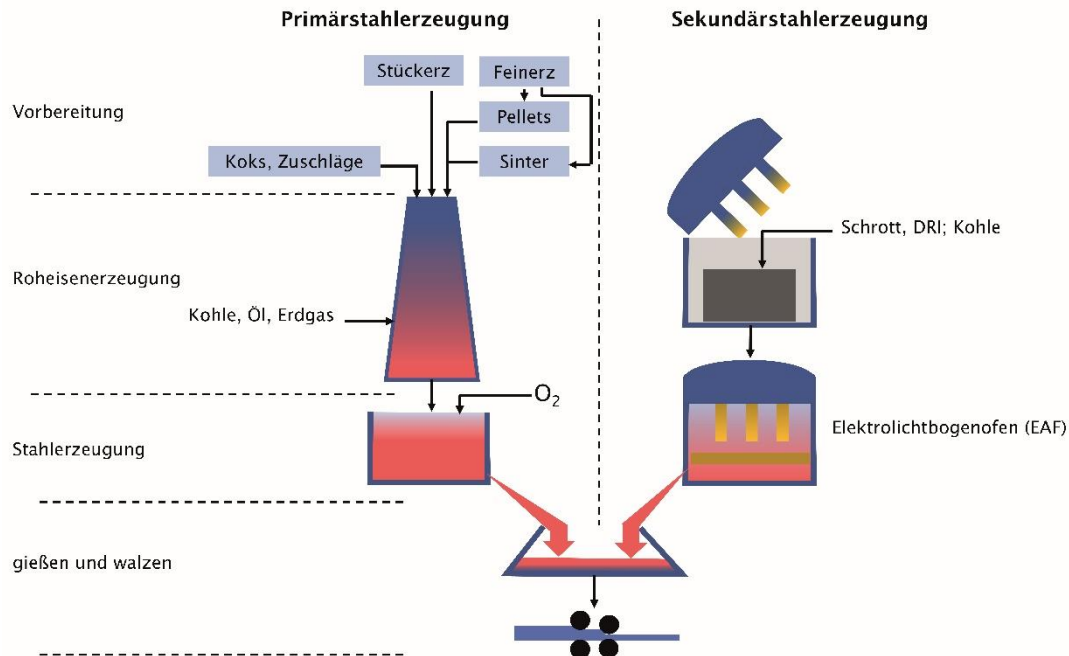 Primärstahlerzeugung
Sekundärstahlerzeugung
Stückerz
Feinerz
Vorbereitung
Pellets
Koks, Zuschläge
Sinter
Schrott, DRI; Kohle
Roheisenerzeugung
Kohle, Öl, Erdgas
O₂
Elektrolichtbogenofen (EAF)
Stahlerzeugung
gießen und walzen